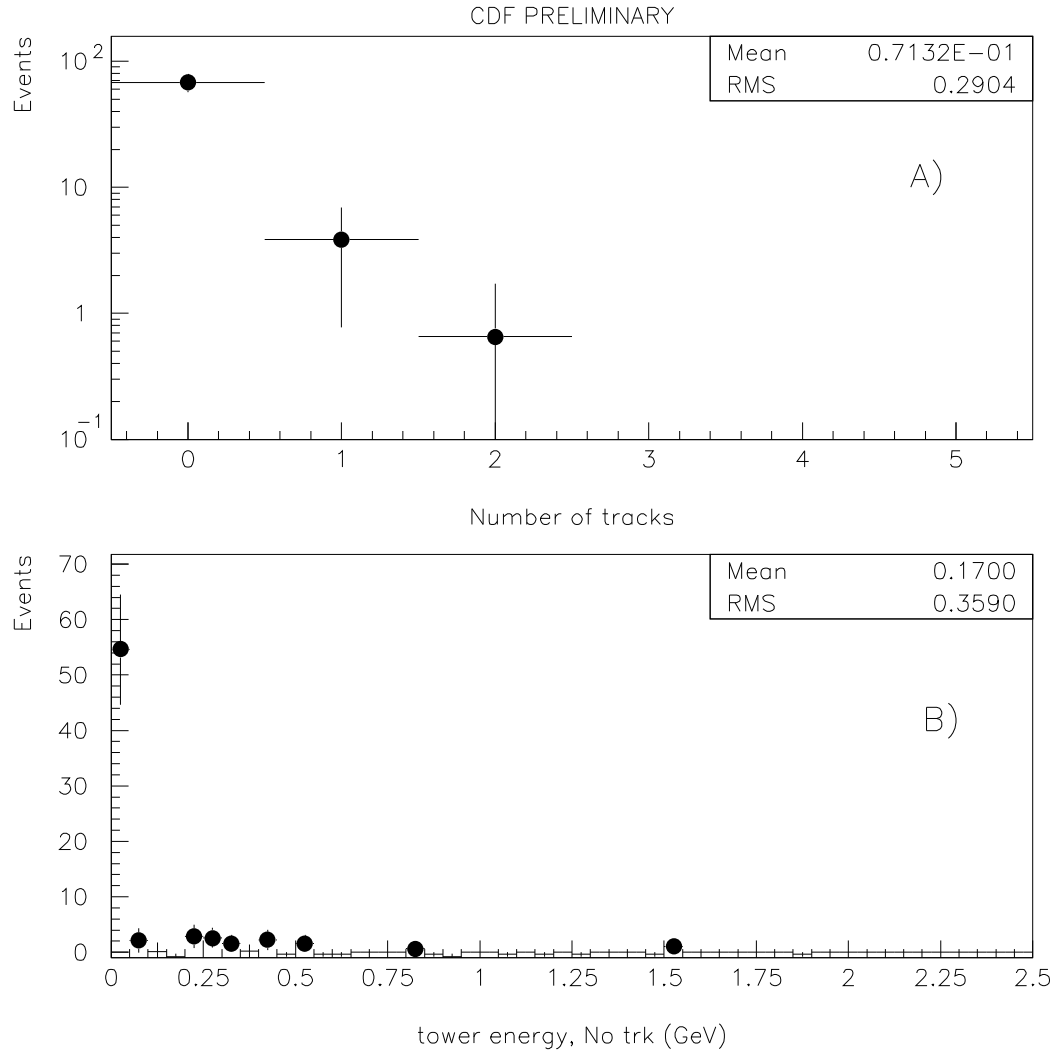 CDF PRELIMINARY
Events
Mean 0.7132E−01
RMS 0.2904
A)
10²
10
1
10⁻¹
0 1 2 3 4 5
Number of tracks
Events
Mean 0.1700
RMS 0.3590
B)
70
60
50
40
30
20
10
0
0 0.25 0.5 0.75 1 1.25 1.5 1.75 2 2.25 2.5
tower energy, No trk (GeV)